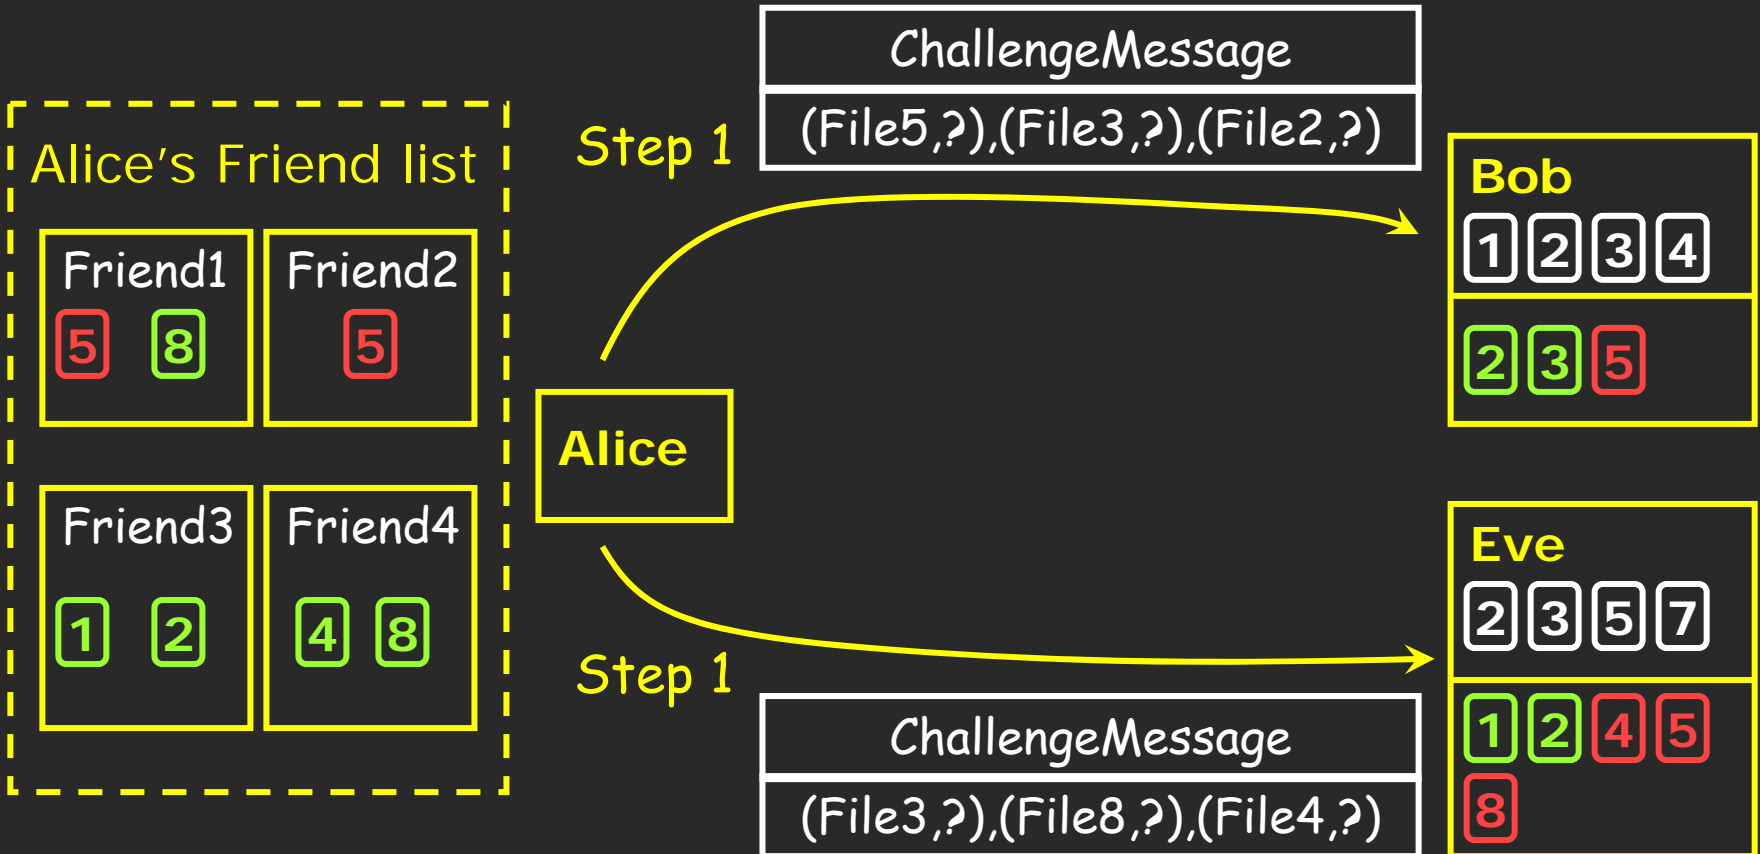 ChallengeMessage
(File5,?),(File3,?),(File2,?)
Step 1
Alice's Friend list
Friend1
5 8
Friend2
5
Friend3
1 2
Friend4
4 8
Alice
Bob
1 2 3 4
2 3 5
Eve
2 3 5 7
1 2 4 5
8
Step 1
ChallengeMessage
(File3,?),(File8,?),(File4,?)